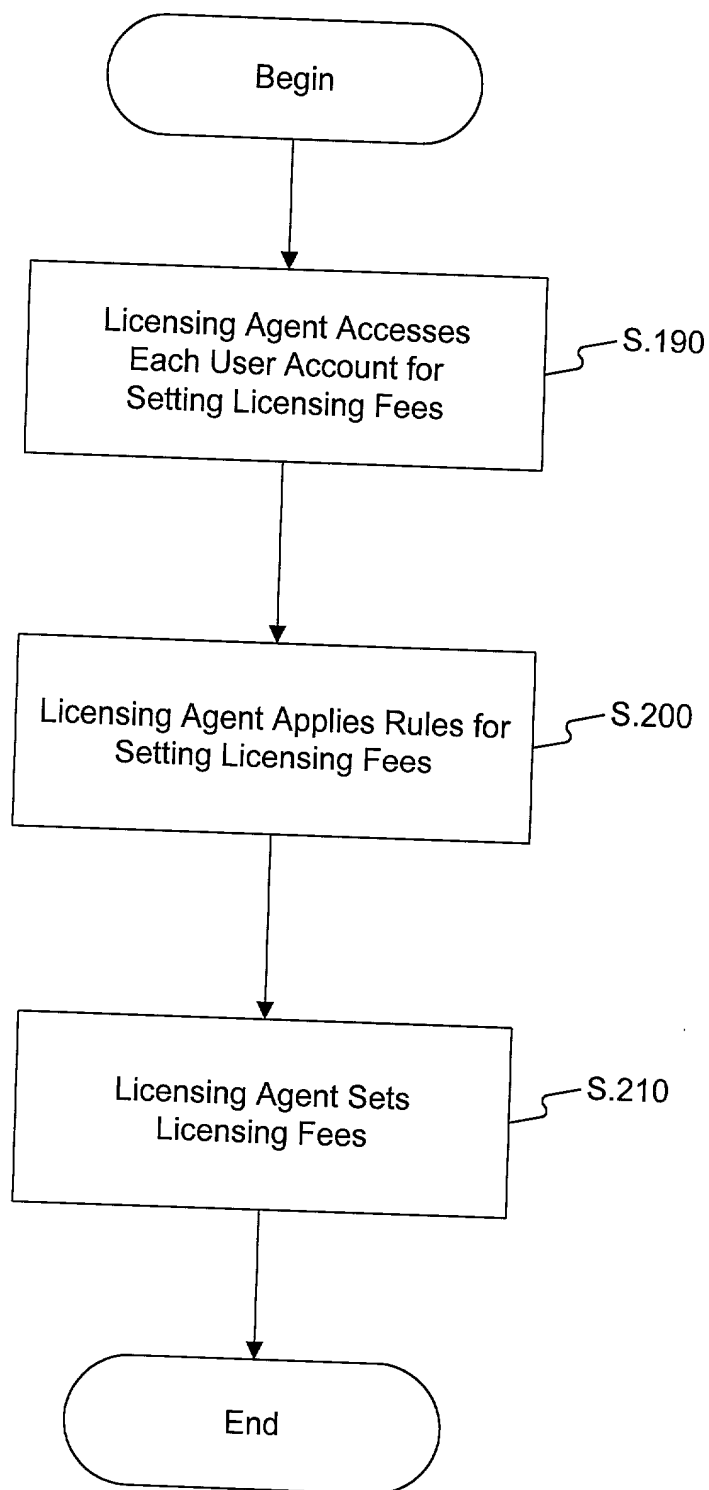 Begin
Licensing Agent Accesses
Each User Account for
Setting Licensing Fees
S.190
Licensing Agent Applies Rules for
Setting Licensing Fees
S.200
Licensing Agent Sets
Licensing Fees
S.210
End